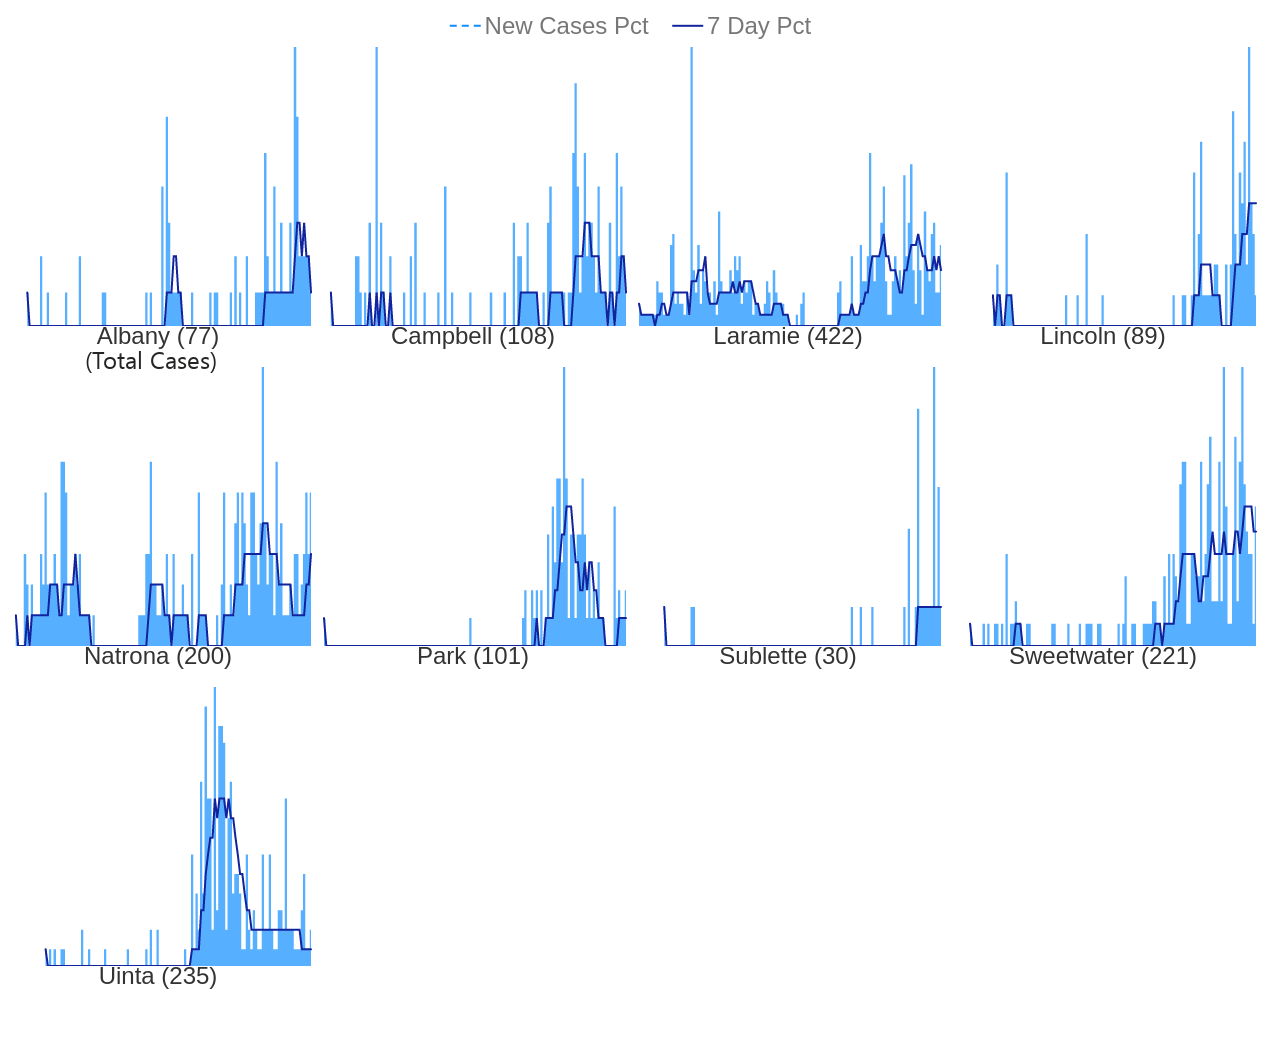 New Cases Pct 7 Day Pct
Albany (77) Campbell (108) Laramie (422) Lincoln (89)
(Total Cases)
Natrona (200) Park (101) Sublette (30) Sweetwater (221)
Uinta (235)